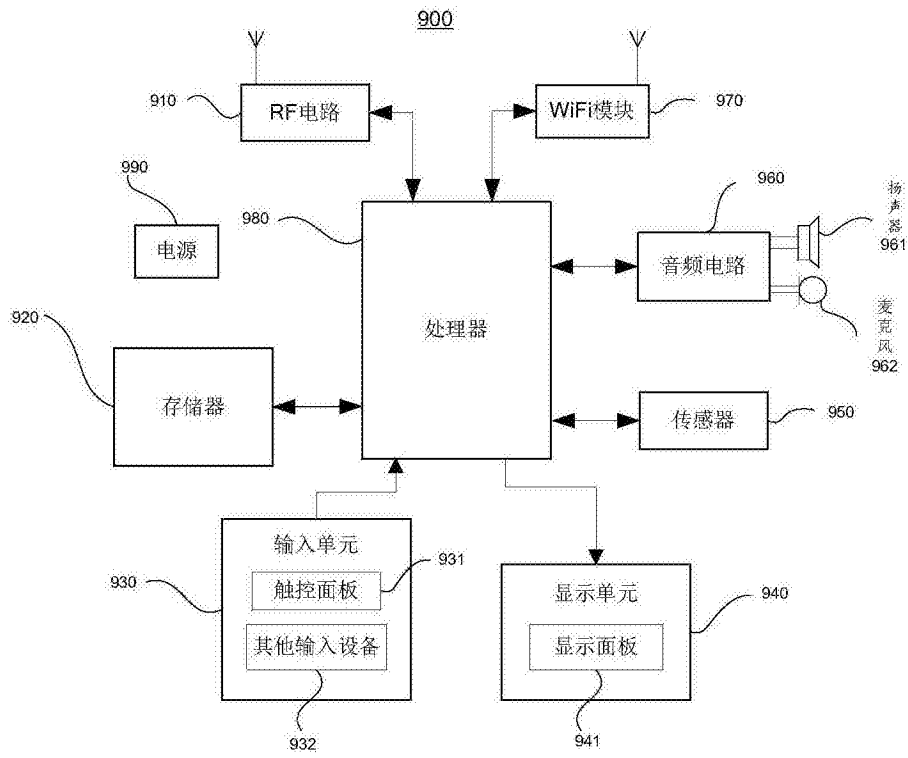 900
910
RF电路
WiFi模块
970
990
电源
980
960
扬声器
961
音频电路
920
处理器
麦克风
962
存储器
传感器
950
输入单元
931
930
触控面板
其他输入设备
932
显示单元
940
显示面板
941